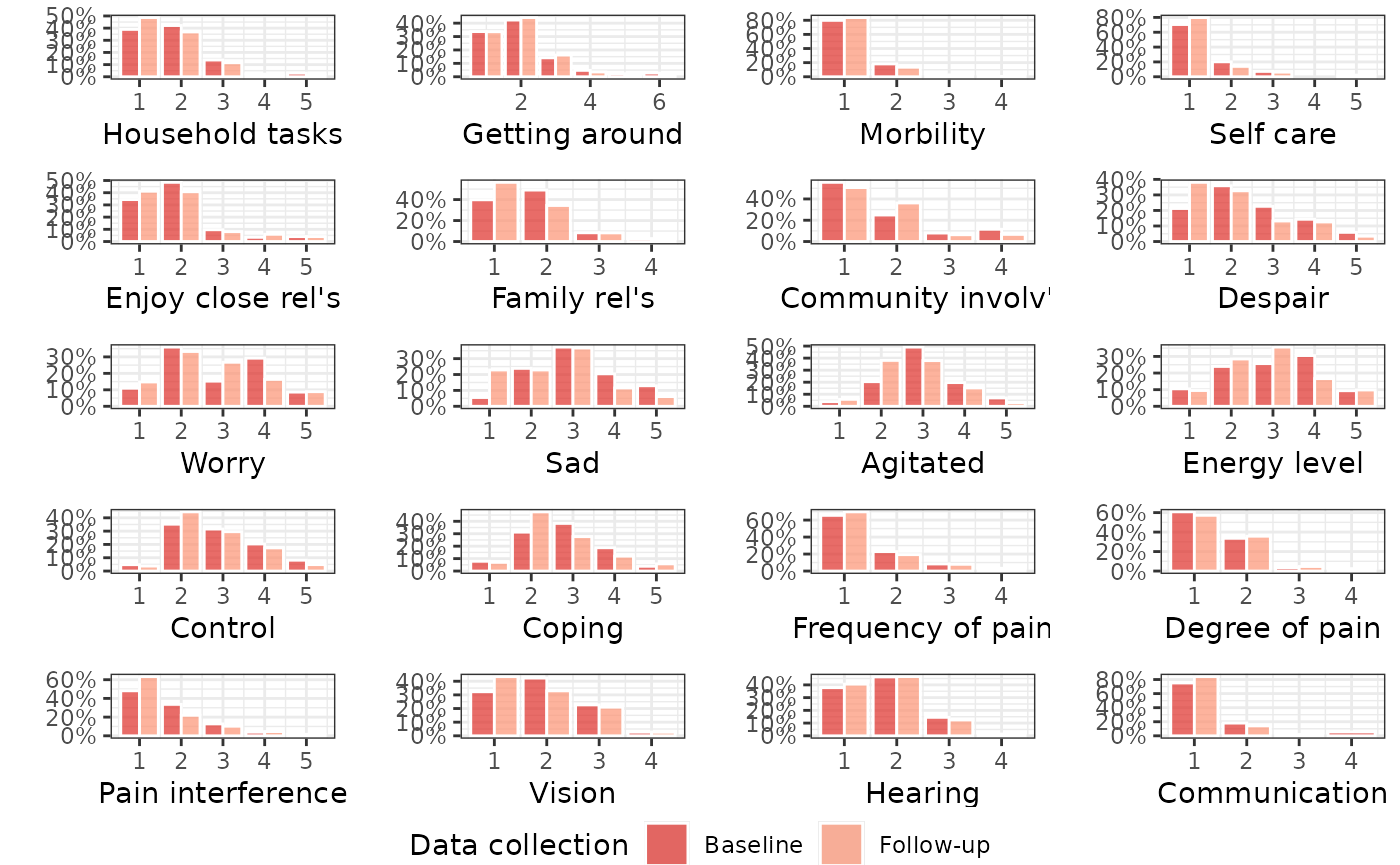 50%
40%
30%
20%
10%
0%
1 2 3 4 5
Household tasks
40%
30%
20%
10%
0%
2 4 6
Getting around
80%
60%
40%
20%
0%
1 2 3 4
Morbility
80%
60%
40%
20%
0%
1 2 3 4 5
Self care
50%
40%
30%
20%
10%
0%
1 2 3 4 5
Enjoy close rel's
40%
20%
0%
1 2 3 4
Family rel's
40%
20%
0%
1 2 3 4
Community involv'
40%
30%
20%
10%
0%
1 2 3 4 5
Despair
30%
20%
10%
0%
1 2 3 4 5
Worry
30%
20%
10%
0%
1 2 3 4 5
Sad
50%
40%
30%
20%
10%
0%
1 2 3 4 5
Agitated
30%
20%
10%
0%
1 2 3 4 5
Energy level
40%
30%
20%
10%
0%
1 2 3 4 5
Control
40%
30%
20%
10%
0%
1 2 3 4 5
Coping
60%
40%
20%
0%
1 2 3 4
Frequency of pain
60%
40%
20%
0%
1 2 3 4
Degree of pain
60%
40%
20%
0%
1 2 3 4 5
Pain interference
40%
30%
20%
10%
0%
1 2 3 4
Vision
40%
30%
20%
10%
0%
1 2 3 4
Hearing
80%
60%
40%
20%
0%
1 2 3 4
Communication
Data collection Baseline Follow-up